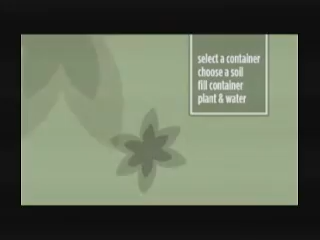 select a container
choose a soil
fill container
plant & water